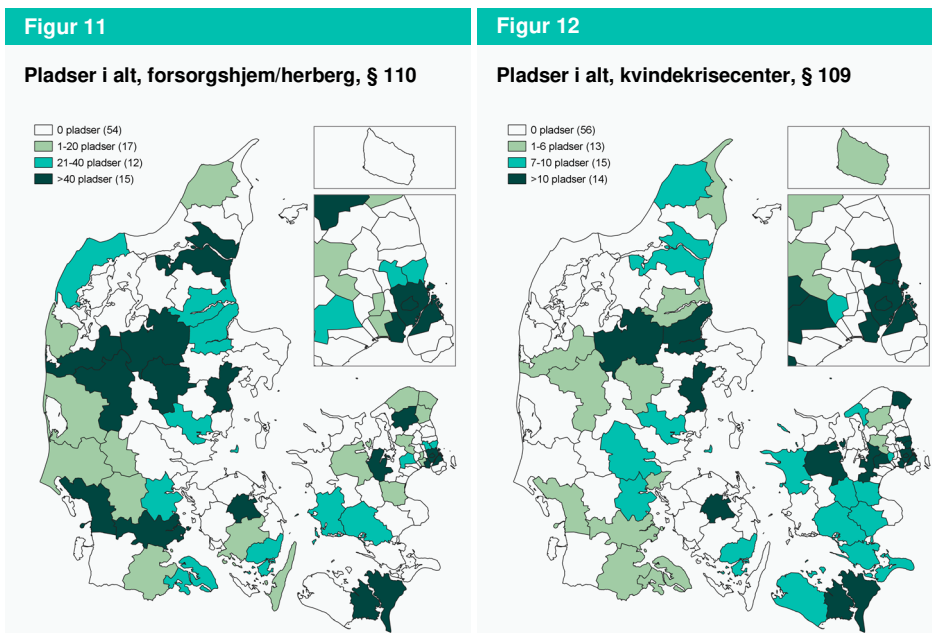 Figur 11
Pladser i alt, forsorgshjem/herberg, § 110
0 pladser (54)
1-20 pladser (17)
21-40 pladser (12)
>40 pladser (15)
Figur 12
Pladser i alt, kvindekrisecenter, § 109
0 pladser (56)
1-6 pladser (13)
7-10 pladser (15)
>10 pladser (14)